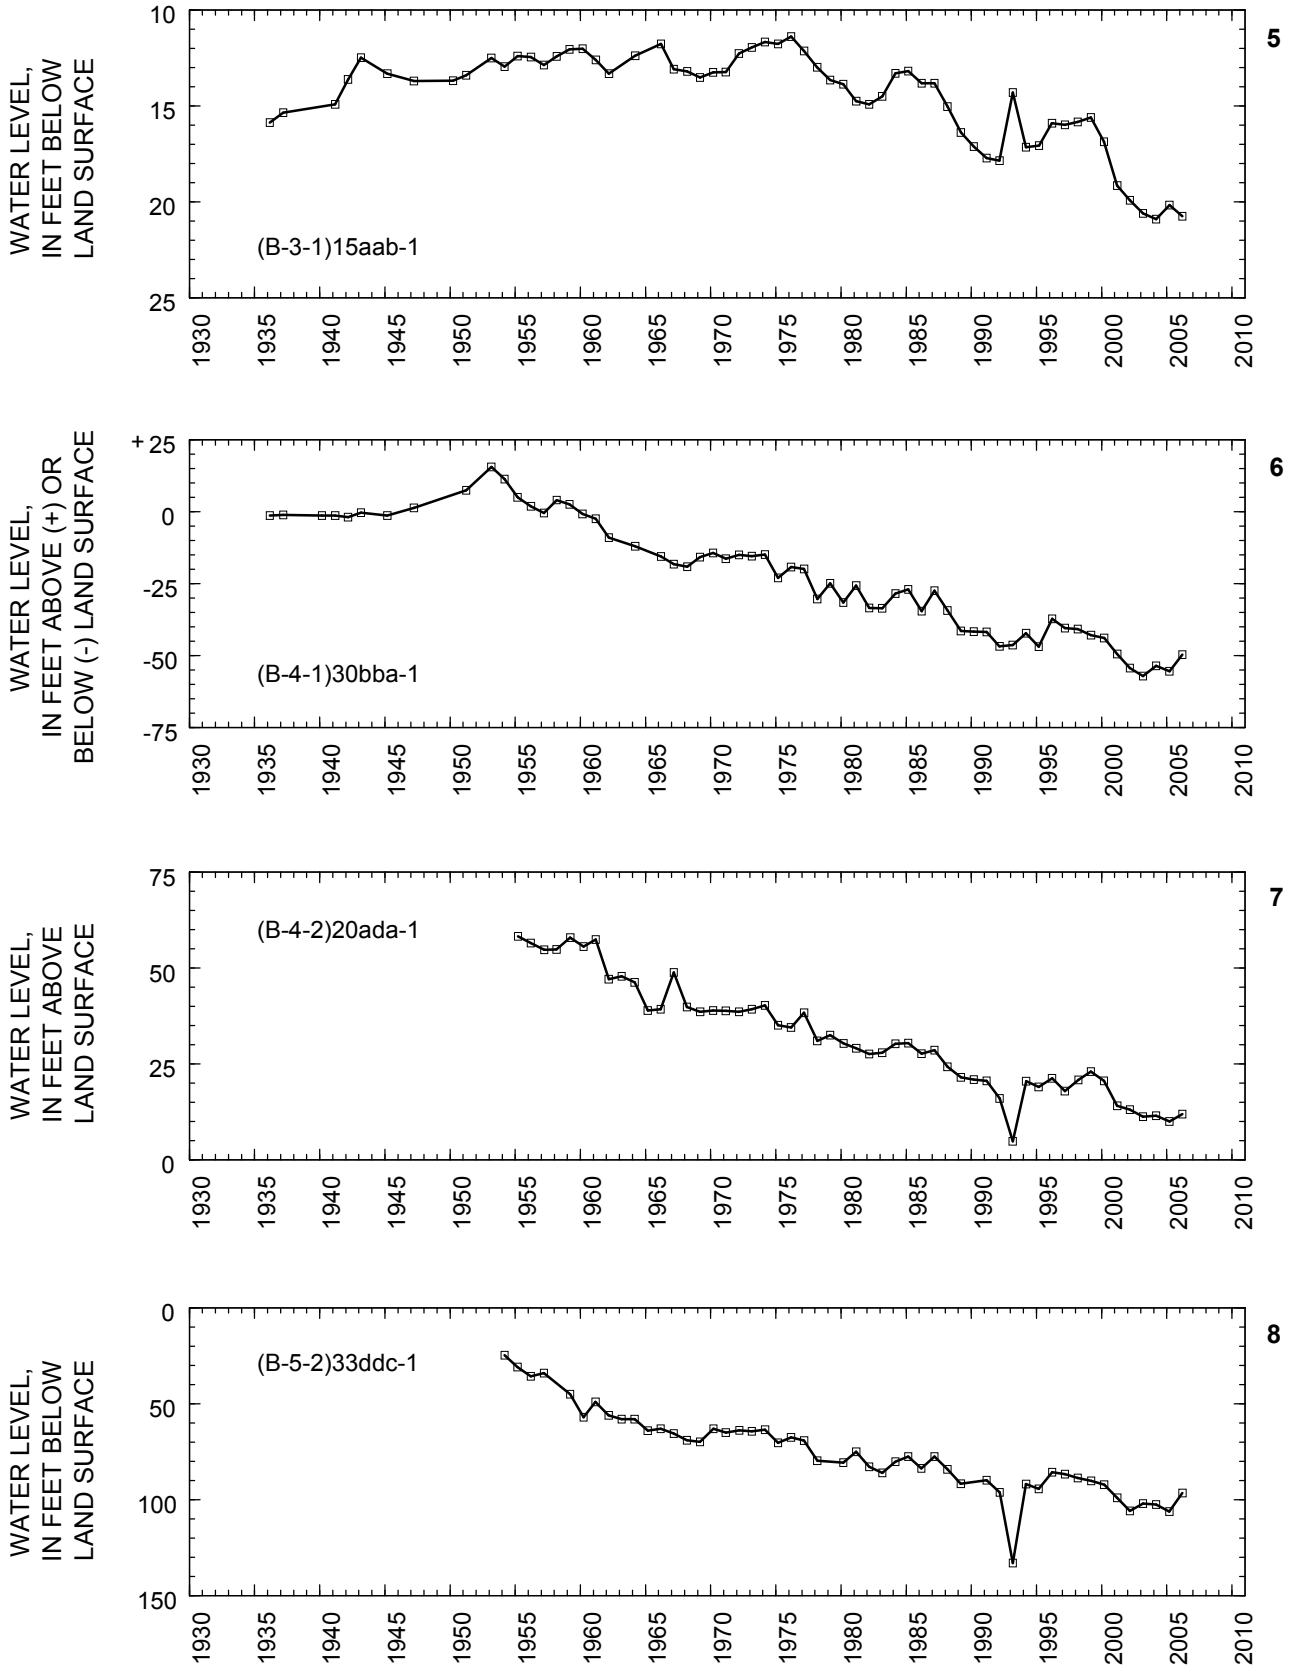 WATER LEVEL,
IN FEET BELOW
LAND SURFACE
10
15
20
25
(B-3-1)15aab-1
5
1930 1935 1940 1945 1950 1955 1960 1965 1970 1975 1980 1985 1990 1995 2000 2005 2010
WATER LEVEL,
IN FEET ABOVE (+) OR
BELOW (-) LAND SURFACE
+ 25
0
-25
-50
-75
(B-4-1)30bba-1
6
1930 1935 1940 1945 1950 1955 1960 1965 1970 1975 1980 1985 1990 1995 2000 2005 2010
WATER LEVEL,
IN FEET ABOVE
LAND SURFACE
75
50
25
0
(B-4-2)20ada-1
7
1930 1935 1940 1945 1950 1955 1960 1965 1970 1975 1980 1985 1990 1995 2000 2005 2010
WATER LEVEL,
IN FEET BELOW
LAND SURFACE
0
50
100
150
(B-5-2)33ddc-1
8
1930 1935 1940 1945 1950 1955 1960 1965 1970 1975 1980 1985 1990 1995 2000 2005 2010